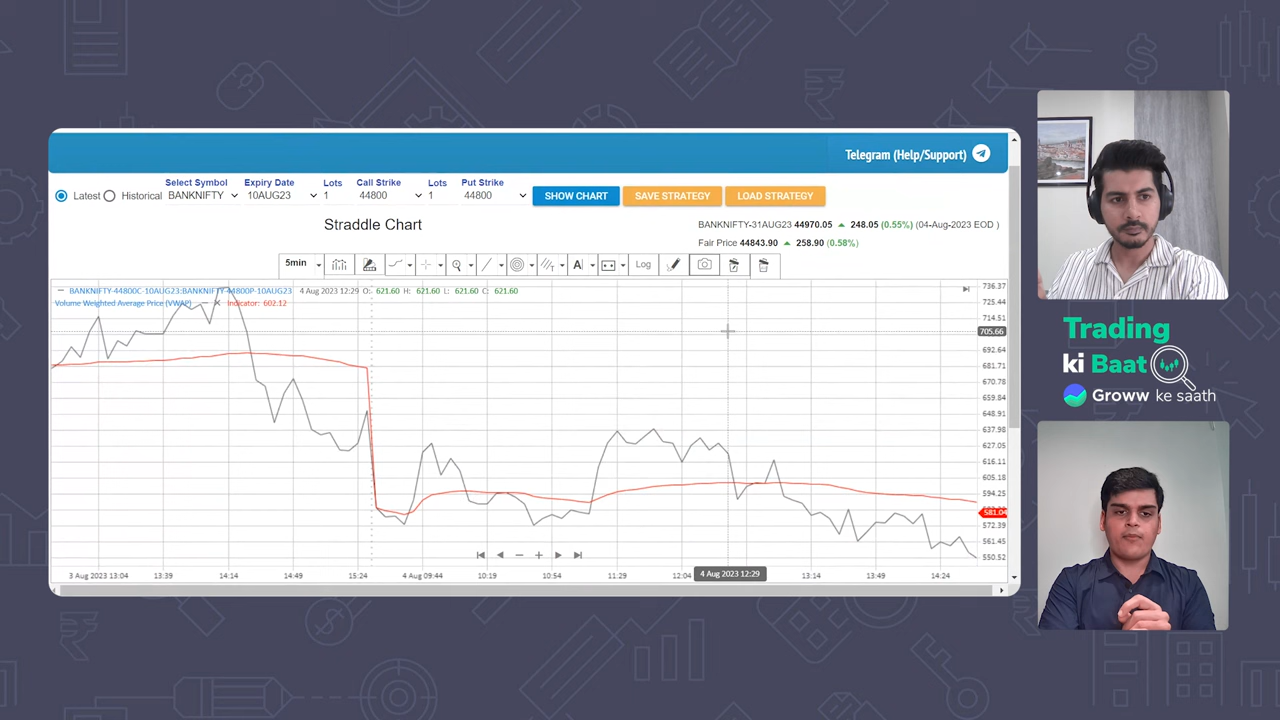 Telegram (Help/Support)
Latest Historical
Select Symbol Expiry Date Lots Call Strike Lots Put Strike
BANKNIFTY 10AUG23 1 44800 1 44800
SHOW CHART SAVE STRATEGY LOAD STRATEGY
Straddle Chart
BANKNIFTY-31AUG23 44970.05 ▲ 248.05 (0.55%) (04-Aug-2023 EOD )
Fair Price 44843.90 ▲ 258.90 (0.58%)
5min
A
Log
BANKNIFTY-44800C-10AUG23;BANKNIFTY-44800P-10AUG23 4 Aug 2023 12:29 O: 621.60 H: 621.60 L: 621.60 C: 621.60
Volume Weighted Average Price (VWAP) Indicator: 602.12
736.37
725.44
714.51
705.66
692.64
681.71
670.78
659.84
648.91
637.98
627.05
616.11
605.18
594.25
581.04
572.39
561.45
550.52
3 Aug 2023 13:04 13:39 14:14 14:49 15:24 4 Aug 2023 09:44 10:19 10:54 11:29 12:04 4 Aug 2023 12:29 13:14 13:49 14:24
Trading
ki Baat
Groww ke saath